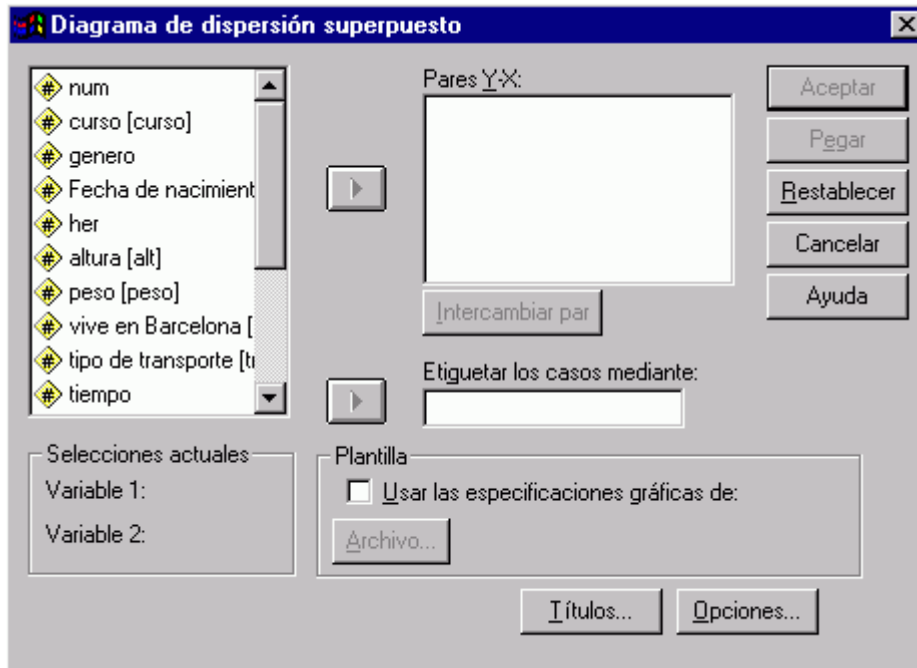 Diagrama de dispersión superpuesto
num
curso [curso]
genero
Fecha de nacimient
her
altura [alt]
peso [peso]
vive en Barcelona [
tipo de transporte [t
tiempo
Pares Y-X:
Intercambiar par
Etiquetar los casos mediante:
Aceptar
Pegar
Restablecer
Cancelar
Ayuda
Selecciones actuales
Variable 1:
Variable 2:
Plantilla
Usar las especificaciones gráficas de:
Archivo...
Títulos...
Opciones...